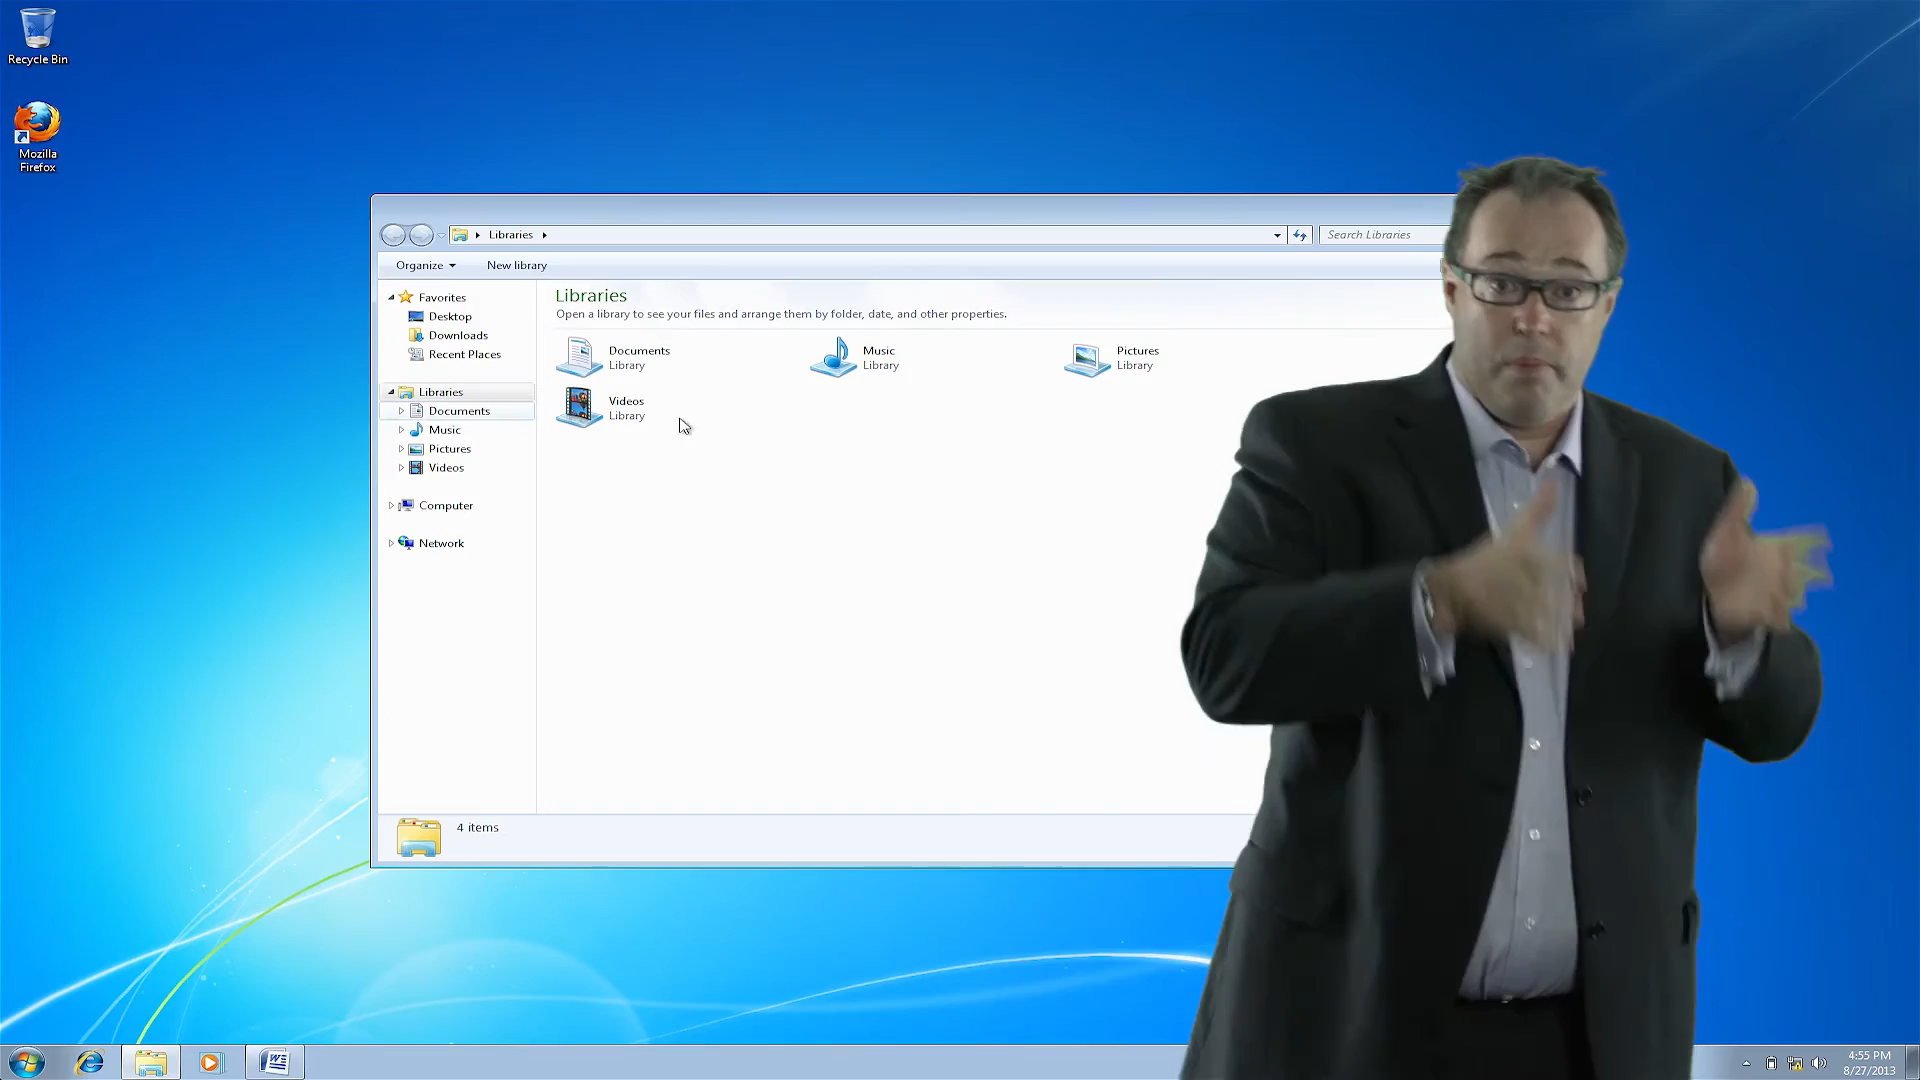 Recycle Bin
Mozilla
Firefox
Libraries
Search Libraries
Organize
New library
Favorites
Desktop
Downloads
Recent Places
Libraries
Documents
Music
Pictures
Videos
Computer
Network
Libraries
Open a library to see your files and arrange them by folder, date, and other properties.
Documents
Library
Music
Library
Pictures
Library
Videos
Library
4 items
4:55 PM
8/27/2013